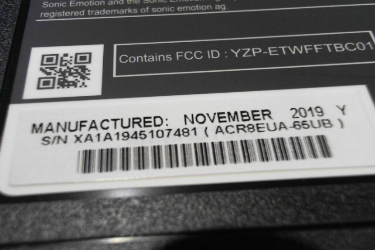 Sonic Emotion and the Sonic Emotion
registered trademarks of sonic emotion ag.
Contains FCC ID : YZP-ETWFFTBC01
MANUFACTURED: NOVEMBER 2019 Y
S/N XA1A1945107481 ( ACR8EUA-65UB )